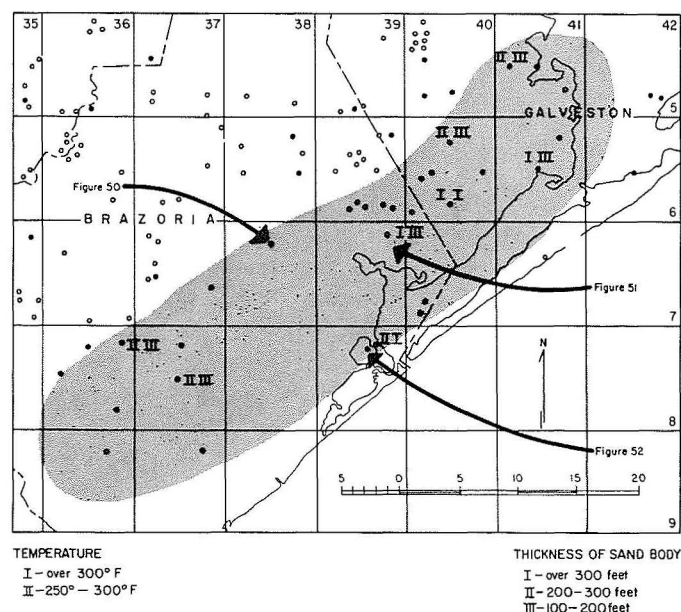 35 36 37 38 39 40 41 42
II III
5
GALVESTON
II III
I III
Figure 50
I I
BRAZORIA
6
I III
Figure 51
7
II III
II I
II III
N
8
Figure 52
5 0 5 10 15 20
9
TEMPERATURE
I - over 300° F
II - 250° - 300° F
THICKNESS OF SAND BODY
I - over 300 feet
II - 200 - 300 feet
III - 100 - 200 feet